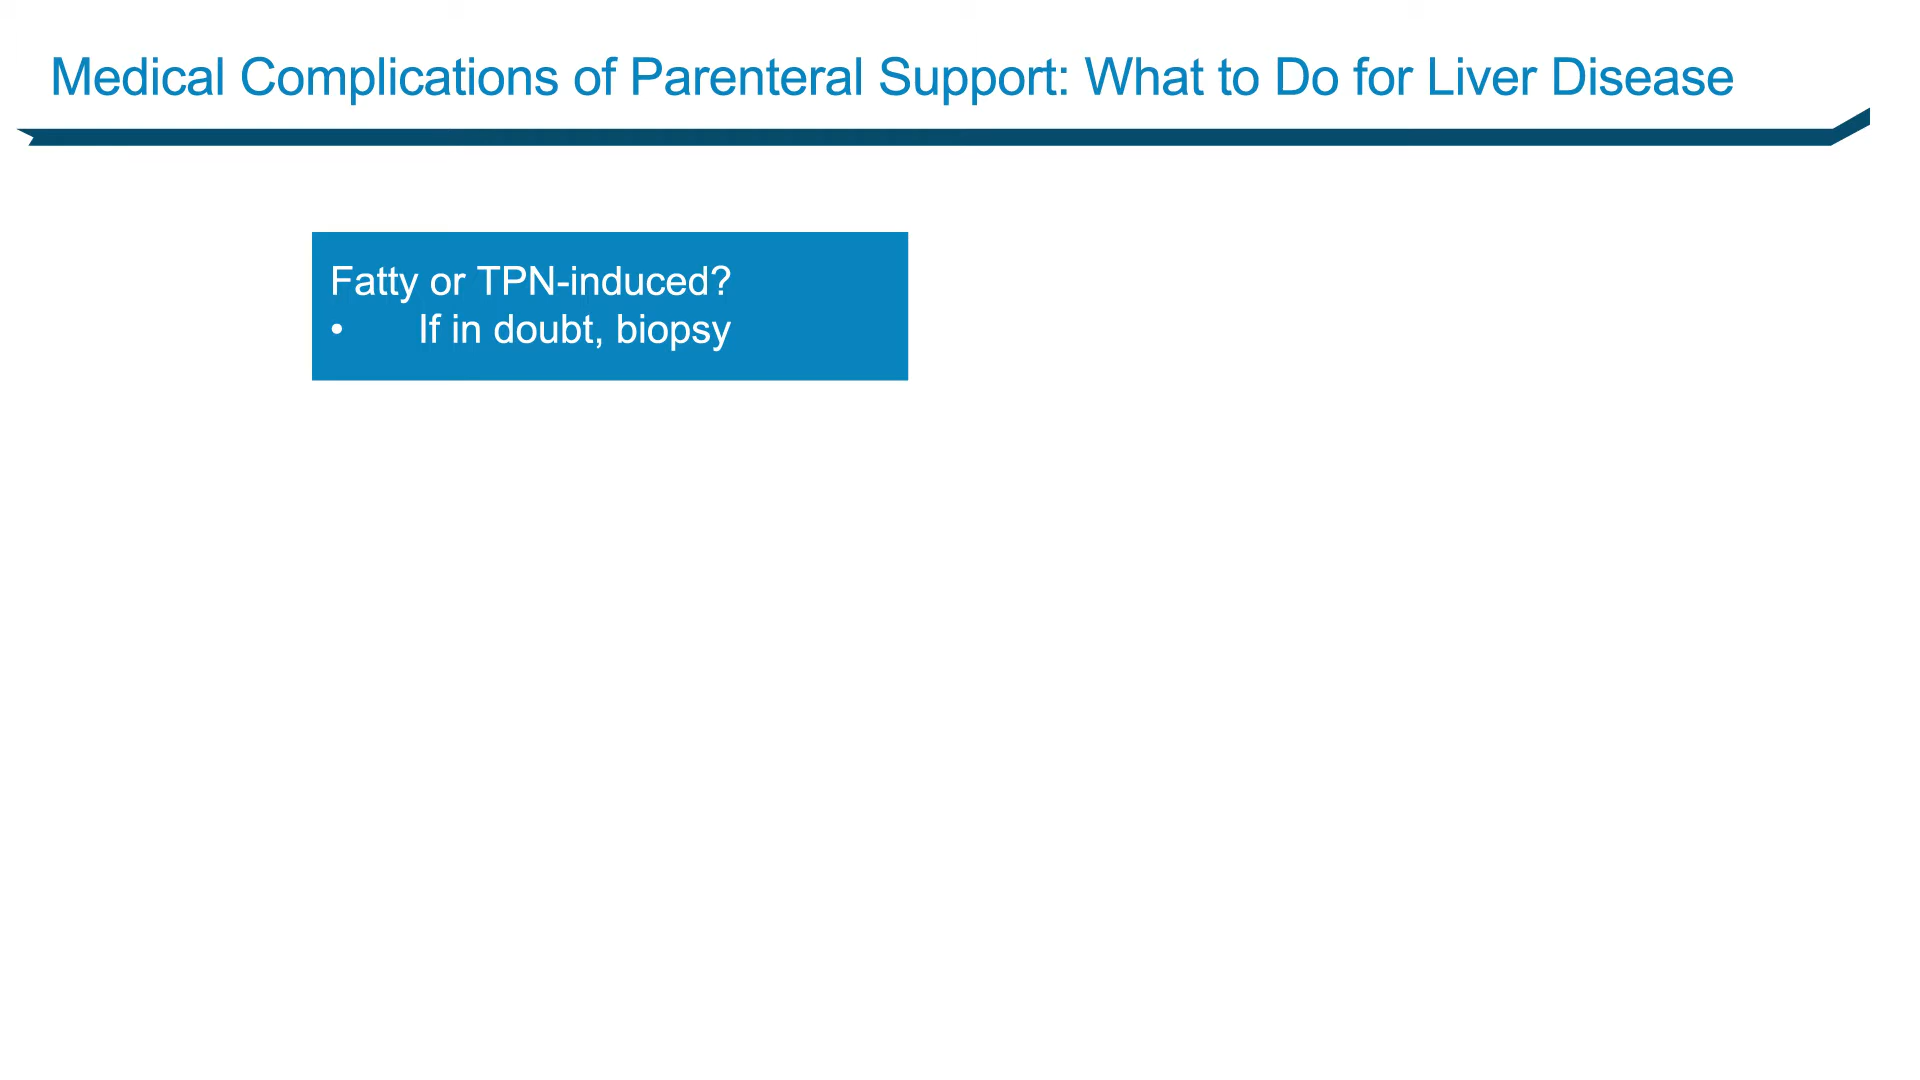 Medical Complications of Parenteral Support: What to Do for Liver Disease
Fatty or TPN-induced?
• If in doubt, biopsy